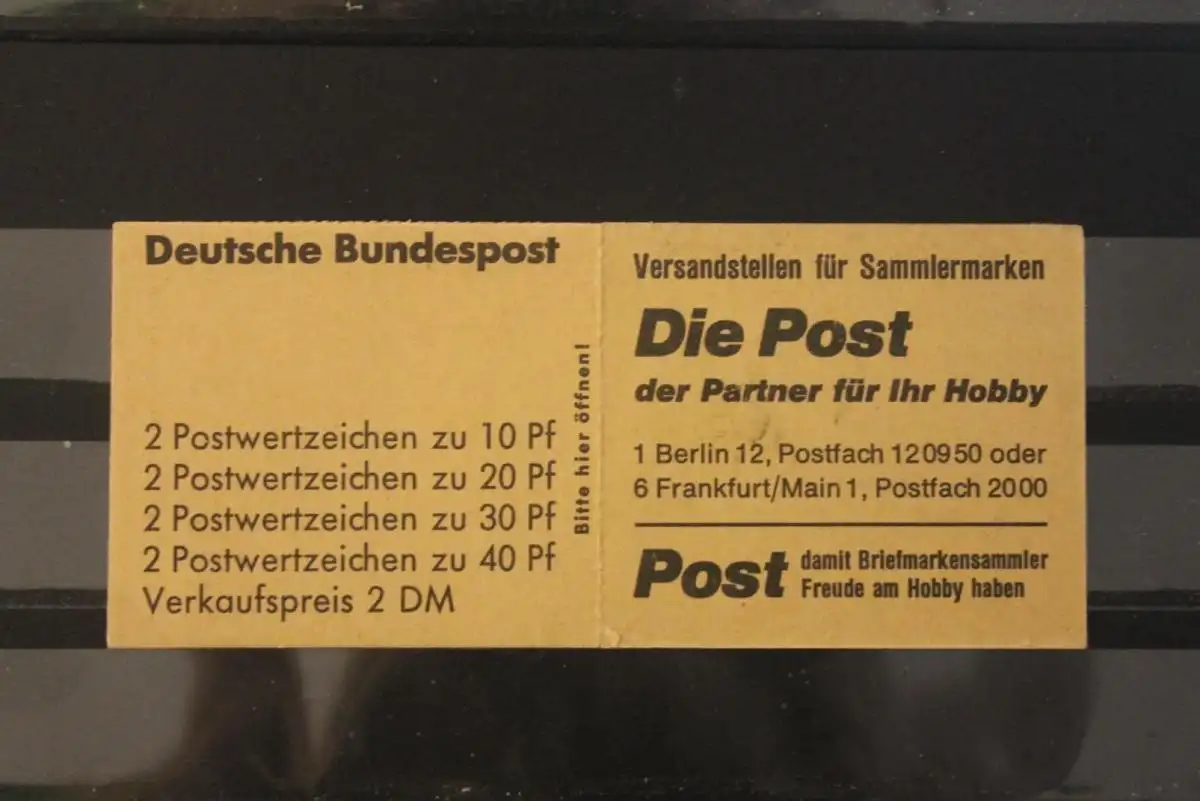 Deutsche Bundespost
2 Postwertzeichen zu 10 Pf
2 Postwertzeichen zu 20 Pf
2 Postwertzeichen zu 30 Pf
2 Postwertzeichen zu 40 Pf
Verkaufspreis 2 DM
Bitte hier öffnen!
Versandstellen für Sammlermarken
Die Post
der Partner für Ihr Hobby
1 Berlin 12, Postfach 120950 oder
6 Frankfurt/Main 1, Postfach 2000
Post
damit Briefmarkensammler
Freude am Hobby haben